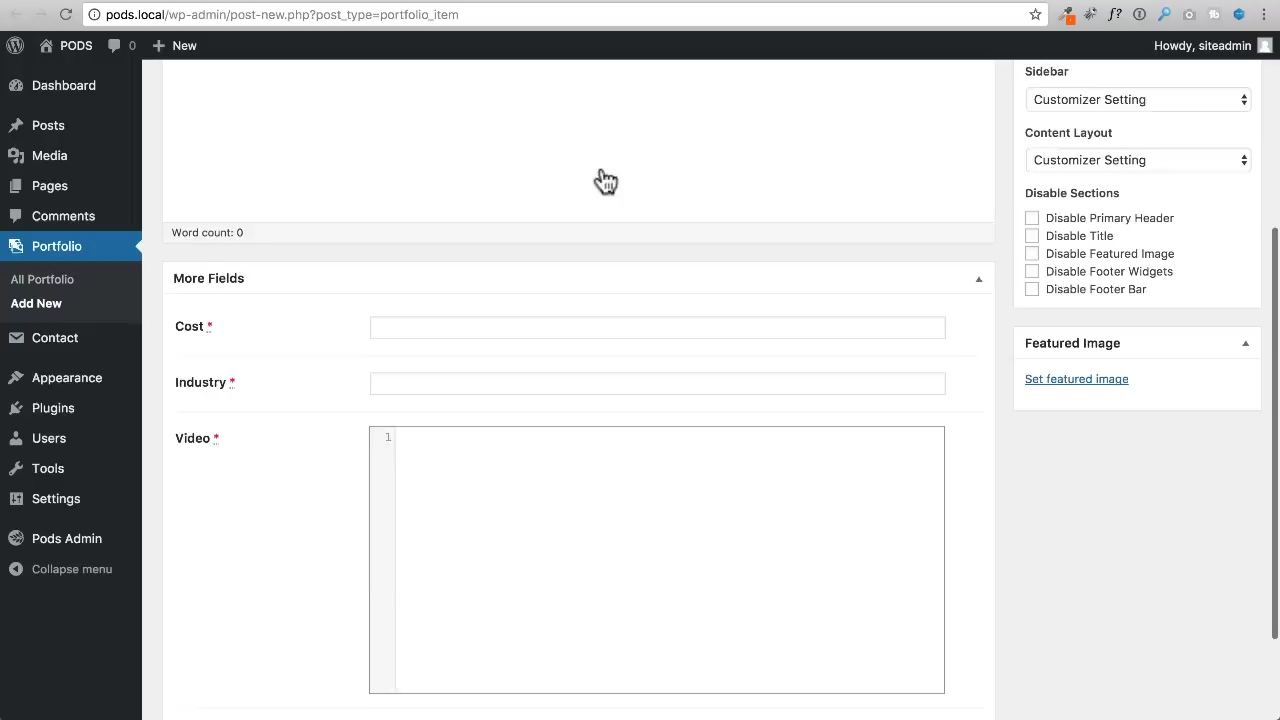 pods.local/wp-admin/post-new.php?post_type=portfolio_item
PODS
0
New
Howdy, siteadmin
Dashboard
Posts
Media
Pages
Comments
Portfolio
All Portfolio
Add New
Contact
Appearance
Plugins
Users
Tools
Settings
Pods Admin
Collapse menu
Word count: 0
More Fields
Cost *
Industry *
Video *
1
Sidebar
Customizer Setting
Content Layout
Customizer Setting
Disable Sections
Disable Primary Header
Disable Title
Disable Featured Image
Disable Footer Widgets
Disable Footer Bar
Featured Image
Set featured image